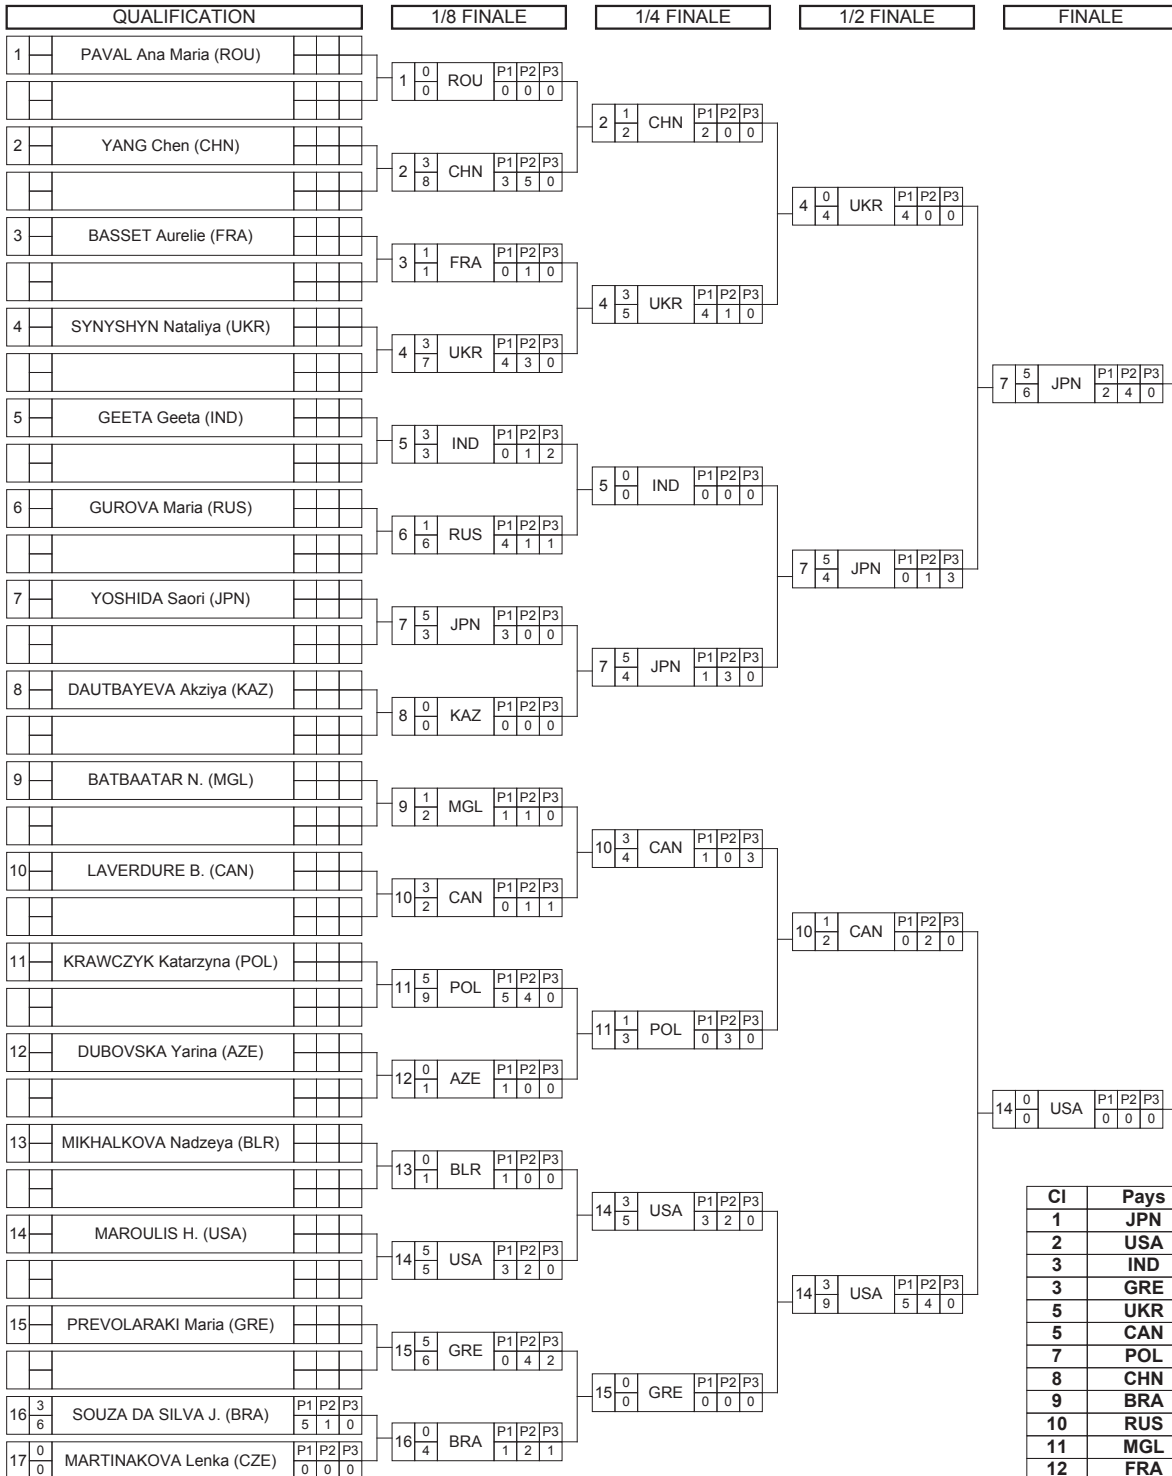 QUALIFICATION 1/8 FINALE 1/4 FINALE 1/2 FINALE FINALE
1 PAVAL Ana Maria (ROU)
2 YANG Chen (CHN)
3 BASSET Aurelie (FRA)
4 SYNYSHYN Nataliya (UKR)
5 GEETA Geeta (IND)
6 GUROVA Maria (RUS)
7 YOSHIDA Saori (JPN)
8 DAUTBAYEVA Akziya (KAZ)
9 BATBAATAR N. (MGL)
10 LAVERDURE B. (CAN)
11 KRAWCZYK Katarzyna (POL)
12 DUBOVSKA Yarina (AZE)
13 MIKHALKOVA Nadzeya (BLR)
14 MAROULIS H. (USA)
15 PREVOLARAKI Maria (GRE)
16 3 SOUZA DA SILVA J. (BRA) P1 P2 P3
6 5 1 0
17 0 MARTINAKOVA Lenka (CZE) P1 P2 P3
0 0 0 0
1 0 ROU P1 P2 P3
0 0 0 0
2 3 CHN P1 P2 P3
8 3 5 0
3 1 FRA P1 P2 P3
1 0 1 0
4 3 UKR P1 P2 P3
7 4 3 0
5 3 IND P1 P2 P3
3 0 1 2
6 1 RUS P1 P2 P3
6 4 1 1
7 5 JPN P1 P2 P3
3 3 0 0
8 0 KAZ P1 P2 P3
0 0 0 0
9 1 MGL P1 P2 P3
2 1 1 0
10 3 CAN P1 P2 P3
2 0 1 1
11 5 POL P1 P2 P3
9 5 4 0
12 0 AZE P1 P2 P3
1 1 0 0
13 0 BLR P1 P2 P3
1 1 0 0
14 5 USA P1 P2 P3
5 3 2 0
15 5 GRE P1 P2 P3
6 0 4 2
16 0 BRA P1 P2 P3
4 1 2 1
2 1 CHN P1 P2 P3
2 2 0 0
4 3 UKR P1 P2 P3
5 4 1 0
5 0 IND P1 P2 P3
0 0 0 0
7 5 JPN P1 P2 P3
4 1 3 0
10 3 CAN P1 P2 P3
4 1 0 3
11 1 POL P1 P2 P3
3 0 3 0
14 3 USA P1 P2 P3
5 3 2 0
15 0 GRE P1 P2 P3
0 0 0 0
4 0 UKR P1 P2 P3
4 4 0 0
7 5 JPN P1 P2 P3
4 0 1 3
10 1 CAN P1 P2 P3
2 0 2 0
14 3 USA P1 P2 P3
9 5 4 0
7 5 JPN P1 P2 P3
6 2 4 0
14 0 USA P1 P2 P3
0 0 0 0
Cl Pays
1 JPN
2 USA
3 IND
3 GRE
5 UKR
5 CAN
7 POL
8 CHN
9 BRA
10 RUS
11 MGL
12 FRA